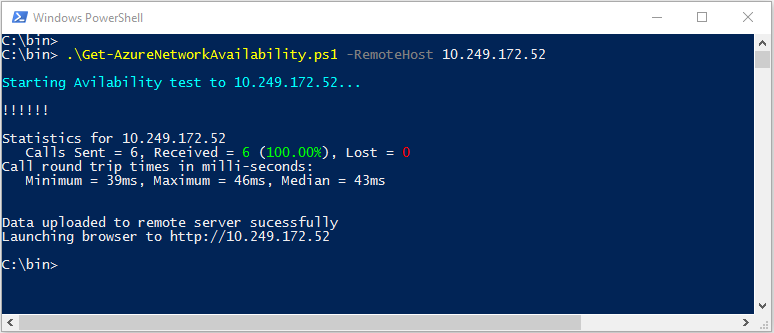 Windows PowerShell
C:\bin>
C:\bin> .\Get-AzureNetworkAvailability.ps1 -RemoteHost 10.249.172.52
Starting Avilability test to 10.249.172.52...
!!!!!!
Statistics for 10.249.172.52
   Calls Sent = 6, Received = 6 (100.00%), Lost = 0
Call round trip times in milli-seconds:
   Minimum = 39ms, Maximum = 46ms, Median = 43ms
Data uploaded to remote server sucessfully
Launching browser to http://10.249.172.52
C:\bin>